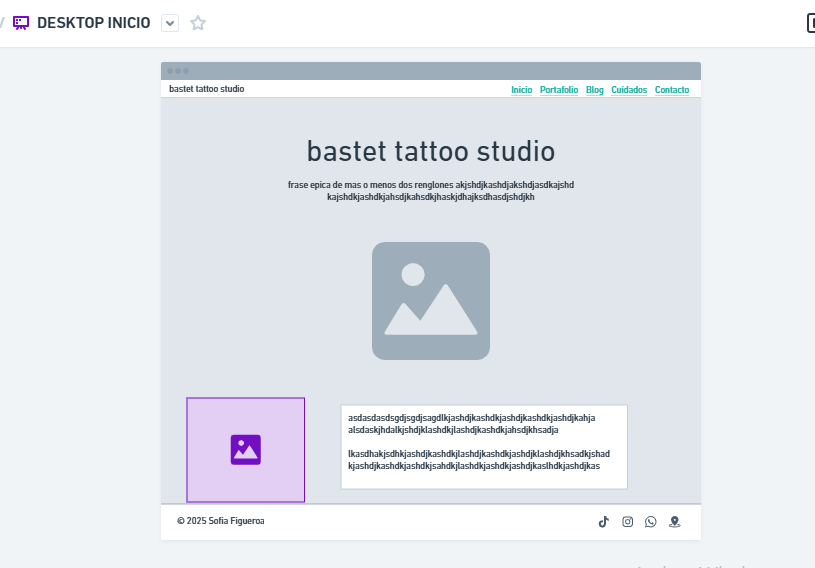 DESKTOP INICIO
bastet tattoo studio
Inicio Portafolio Blog Cuidados Contacto
bastet tattoo studio
frase epica de mas o menos dos renglones akjshdjkashdjakshdjasdkajshd
kajshdkjashdkjahsdjkahsdkjhaskjdhajksdhasdjshdjkh
asdasdasdsgdjsgdjsagdlkjashdjkashdkjashdjkashdkjashdjkahja
alsdaskjhdalkjshdjklashdkjlashdjkashdkjahsdjkhsadja
lkasdhakjsdhkjashdjkashdkjlashdjkashdkjashdjklashdjkhsadkjshad
kjashdjkashdkjashdkjsahdkjlashdkjashdkjashdjkaslhdkjashdjkas
© 2025 Sofia Figueroa